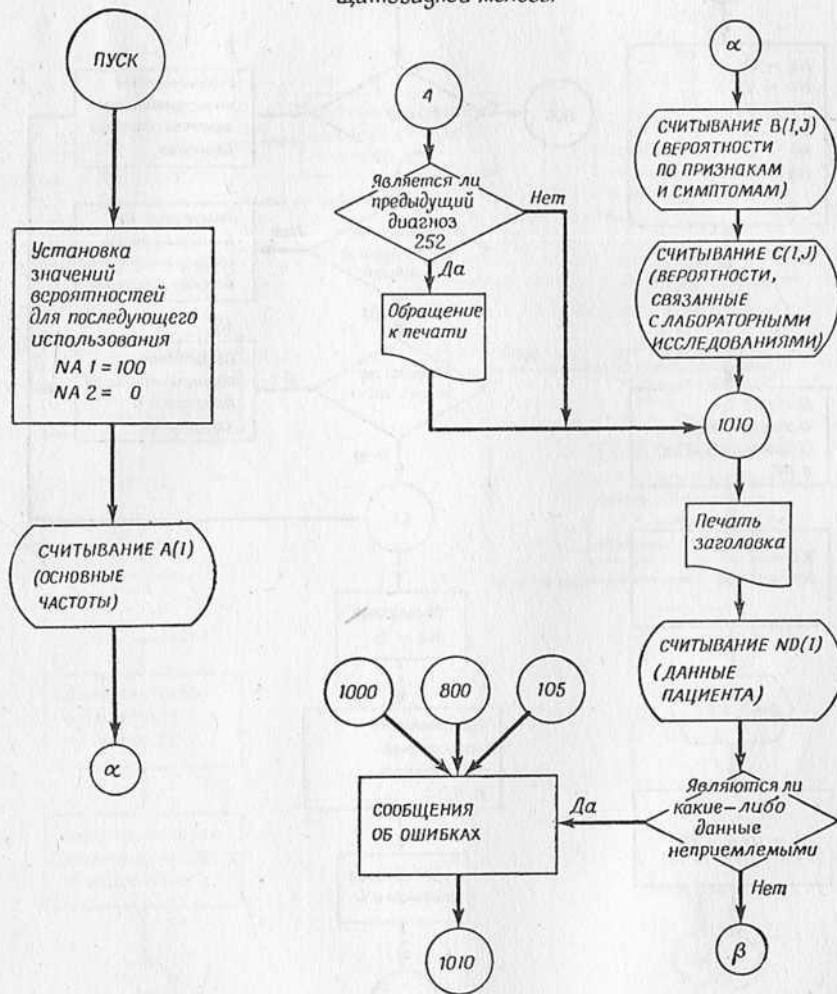 щитовидной железы
ПУСК
Установка
значений
вероятностей
для последующего
использования
NA 1 = 100
NA 2 = 0
СЧИТЫВАНИЕ A(I)
(ОСНОВНЫЕ
ЧАСТОТЫ)
α
4
Является ли
предыдущий
диагноз
252
Нет
Да
Обращение
к печати
α
СЧИТЫВАНИЕ B(I,J)
(ВЕРОЯТНОСТИ
ПО ПРИЗНАКАМ
И СИМПТОМАМ)
СЧИТЫВАНИЕ C(I,J)
(ВЕРОЯТНОСТИ,
СВЯЗАННЫЕ
С ЛАБОРАТОРНЫМИ
ИССЛЕДОВАНИЯМИ)
1010
Печать
заголовка
СЧИТЫВАНИЕ ND(I)
(ДАННЫЕ
ПАЦИЕНТА)
Являются ли
какие-либо
данные
неприемлемыми
Да
Нет
β
1000
800
105
СООБЩЕНИЯ
ОБ ОШИБКАХ
1010